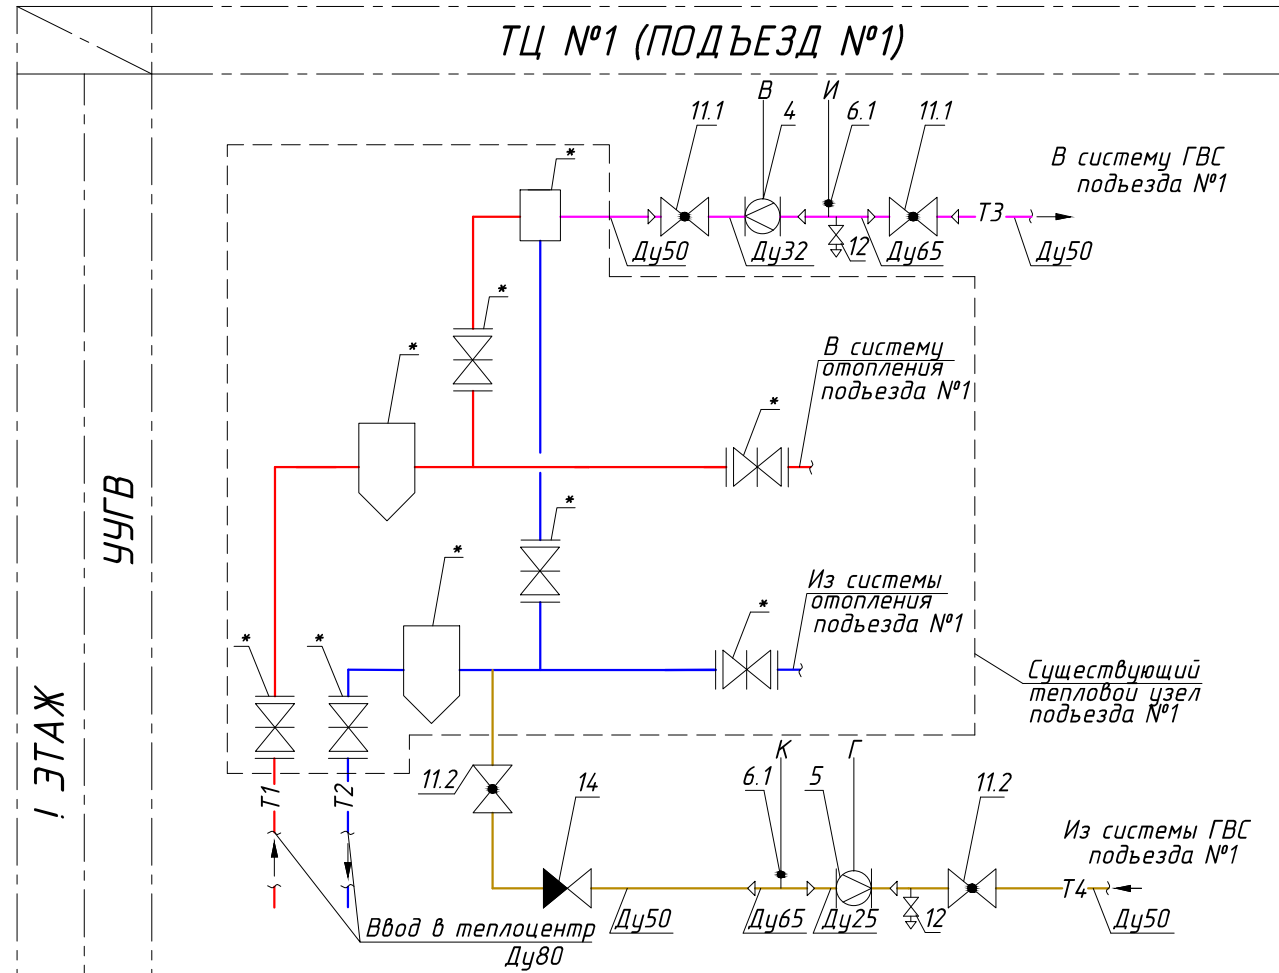 ТЦ №1 (ПОДЪЕЗД №1)
I ЭТАЖ
УУГВ
В
И
11.1
4
6.1
11.1
В систему ГВС
подъезда №1
*
Т3
Ду50
Ду32
12
Ду65
Ду50
*
*
В систему
отопления
подъезда №1
*
*
*
Из системы
отопления
подъезда №1
*
*
*
Существующий
тепловой узел
подъезда №1
Т1
Т2
11.2
14
К
6.1
5
Г
11.2
Из системы ГВС
подъезда №1
Т4
Ду50
Ду65
Ду25
12
Ду50
Ввод в теплоцентр
Ду80